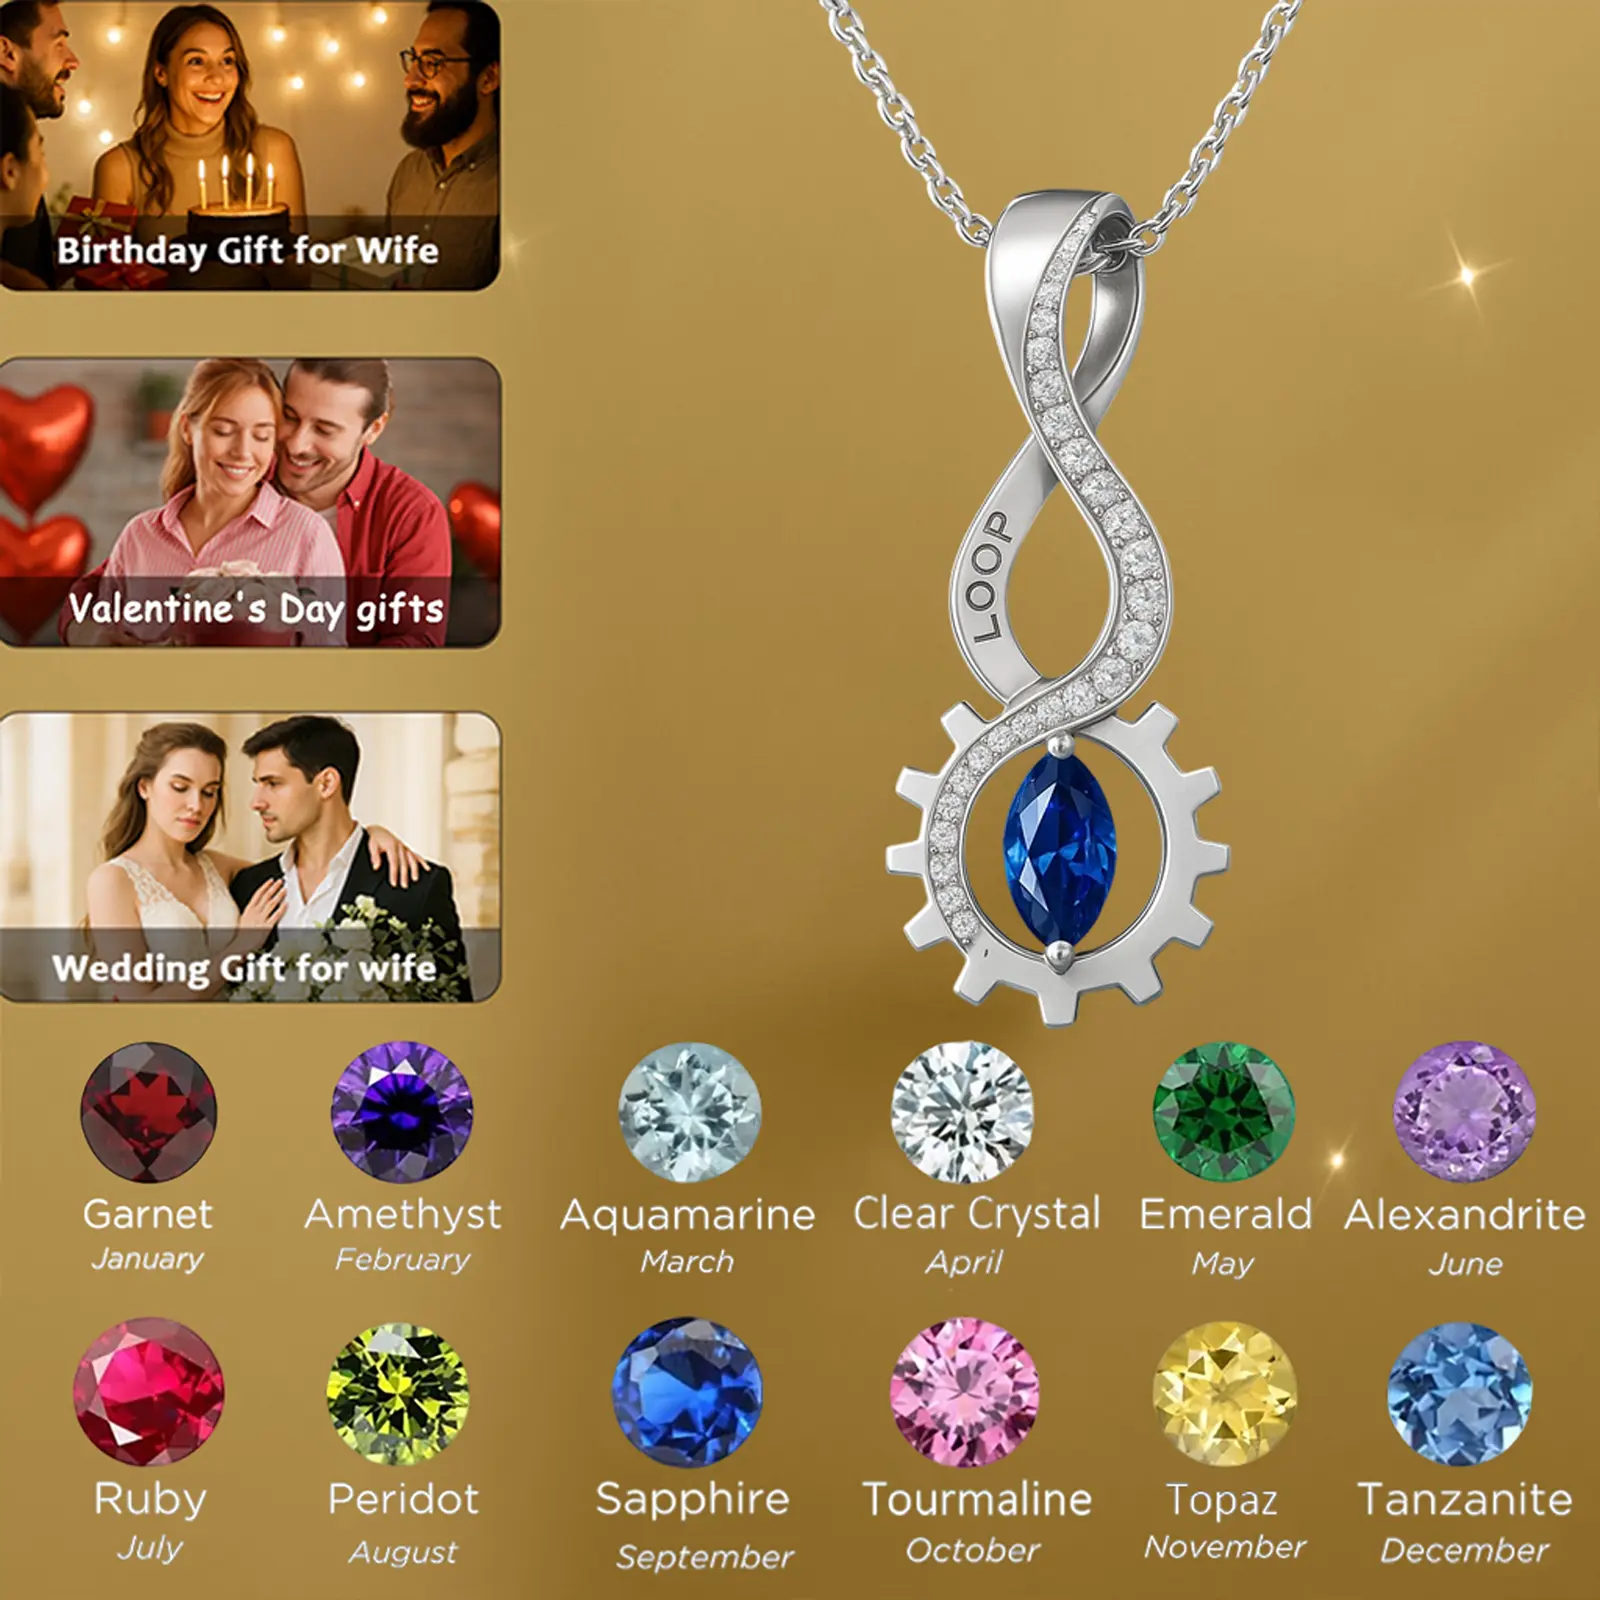 Birthday Gift for Wife
Valentine's Day gifts
Wedding Gift for wife
LOOP
Garnet
January
Amethyst
February
Aquamarine
March
Clear Crystal
April
Emerald
May
Alexandrite
June
Ruby
July
Peridot
August
Sapphire
September
Tourmaline
October
Topaz
November
Tanzanite
December